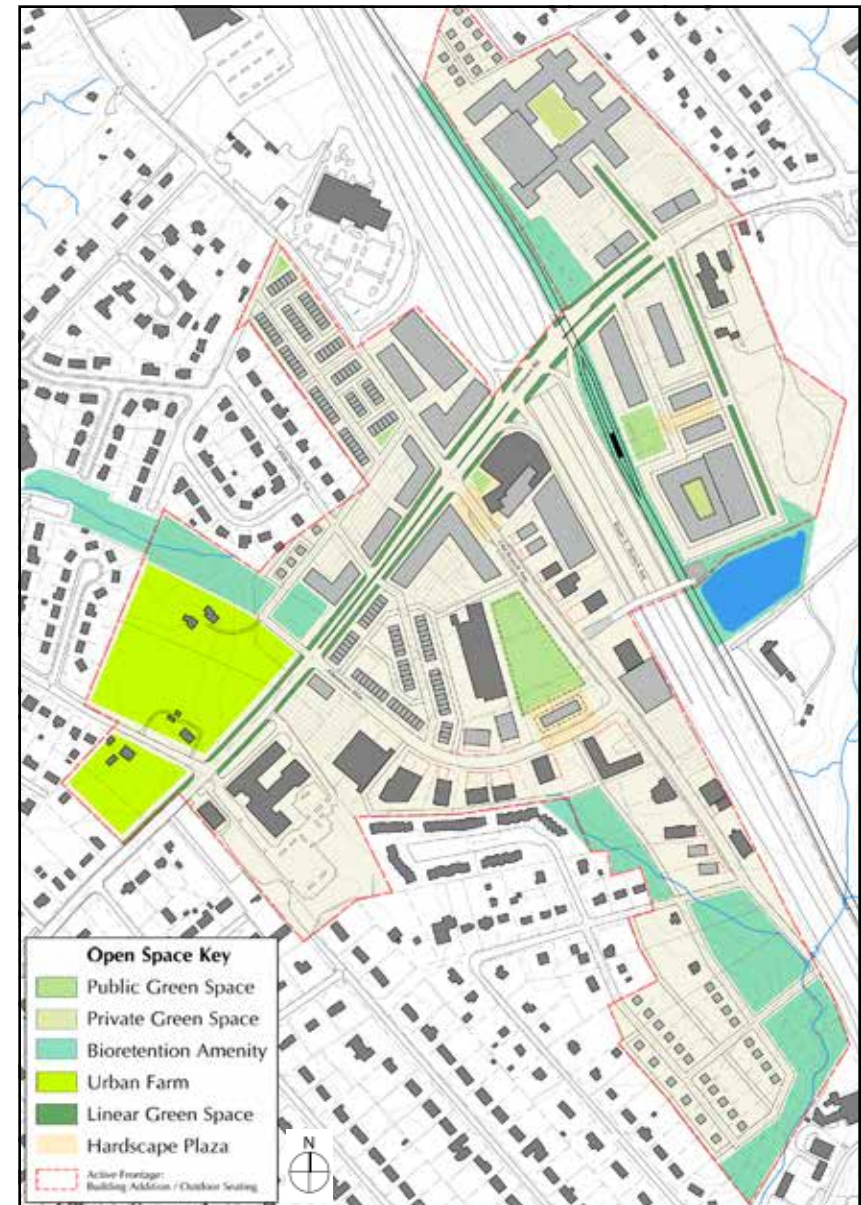 Open Space Key
Public Green Space
Private Green Space
Bioretention Amenity
Urban Farm
Linear Green Space
Hardscape Plaza
Active Frontage:
Building Addition / Outdoor Seating
N